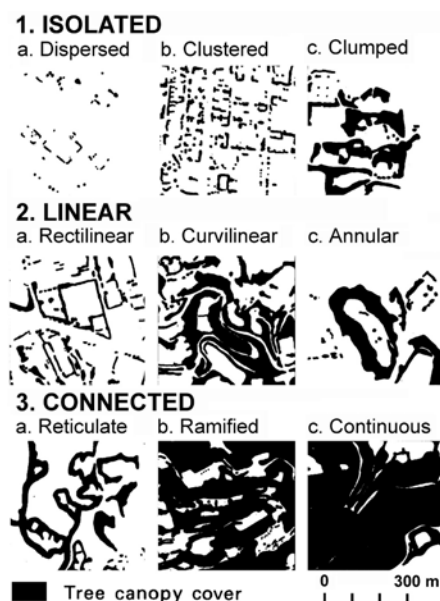 1. ISOLATED
a. Dispersed b. Clustered c. Clumped
2. LINEAR
a. Rectilinear b. Curvilinear c. Annular
3. CONNECTED
a. Reticulate b. Ramified c. Continuous
Tree canopy cover 0 300 m